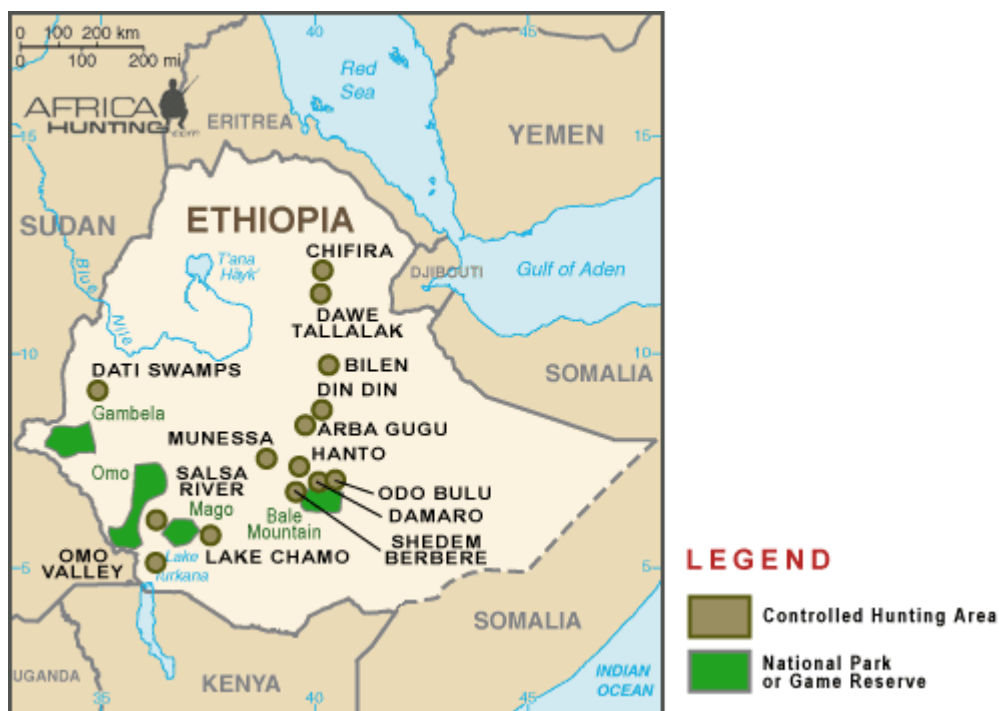 0 100 200 km
0 100 200 mi
40
45
Red
Sea
AFRICA
HUNTING.com
ERITREA
YEMEN
15
15
SUDAN
ETHIOPIA
CHIFIRA
T'ana
Häyk'
DJIBOUTI
Gulf of Aden
Blue
Nile
DAWE
TALLALAK
10
10
BILEN
SOMALIA
DATI SWAMPS
DIN DIN
Gambela
ARBA GUGU
MUNESSA
HANTO
Omo
SALSA
RIVER
ODO BULU
Mago
Bale
Mountain
DAMARO
SHEDEM
BERBERE
OMO
VALLEY
Lake
Turkana
LAKE CHAMO
5
5
SOMALIA
UGANDA
KENYA
INDIAN
OCEAN
35
40
45
LEGEND
Controlled Hunting Area
National Park
or Game Reserve